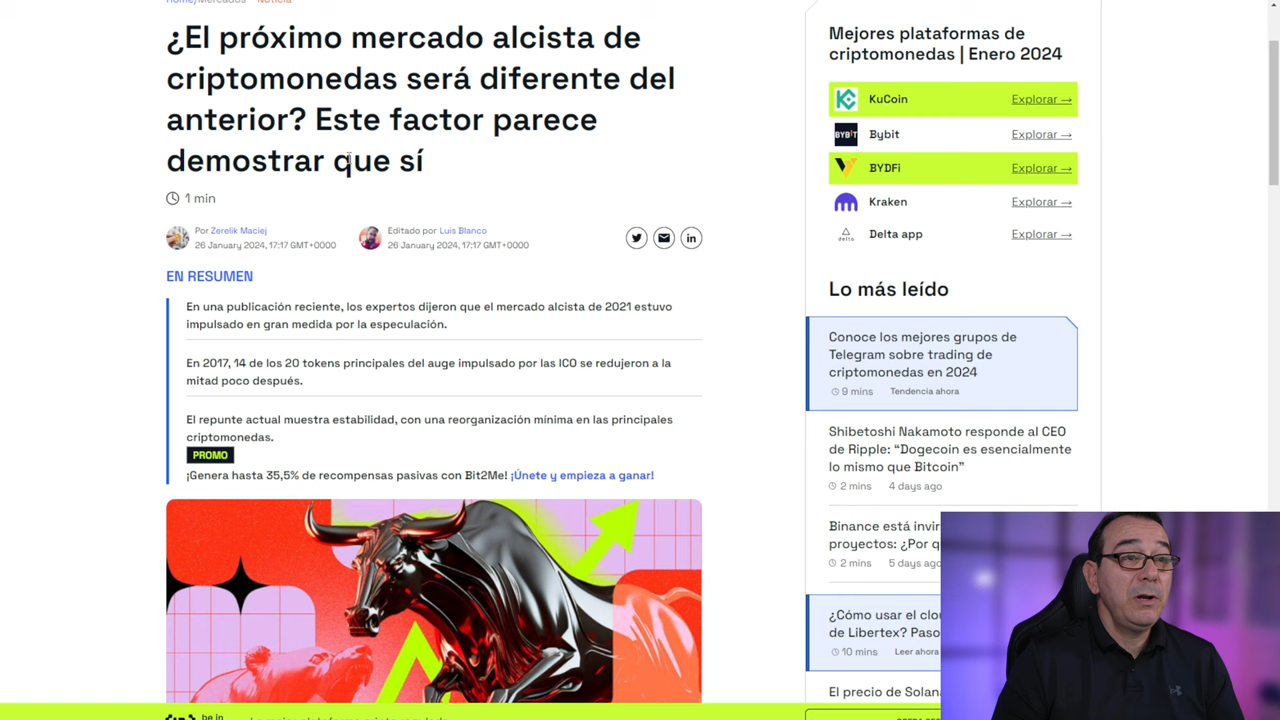 Home/Mercados Noticia
¿El próximo mercado alcista de
criptomonedas será diferente del
anterior? Este factor parece
demostrar que sí
1 min
Por Zerelik Maciej
26 January 2024, 17:17 GMT+0000
Editado por Luis Blanco
26 January 2024, 17:17 GMT+0000
EN RESUMEN
En una publicación reciente, los expertos dijeron que el mercado alcista de 2021 estuvo
impulsado en gran medida por la especulación.
En 2017, 14 de los 20 tokens principales del auge impulsado por las ICO se redujeron a la
mitad poco después.
El repunte actual muestra estabilidad, con una reorganización mínima en las principales
criptomonedas.
PROMO
¡Genera hasta 35,5% de recompensas pasivas con Bit2Me! ¡Únete y empieza a ganar!
be in
Mejores plataformas de
criptomonedas | Enero 2024
KuCoin Explorar →
BYBIT Bybit Explorar →
BYDFi Explorar →
Kraken Explorar →
delta Delta app Explorar →
Lo más leído
Conoce los mejores grupos de
Telegram sobre trading de
criptomonedas en 2024
9 mins Tendencia ahora
Shibetoshi Nakamoto responde al CEO
de Ripple: “Dogecoin es esencialmente
lo mismo que Bitcoin”
2 mins 4 days ago
Binance está invir
proyectos: ¿Por q
2 mins 5 days ago
¿Cómo usar el clou
de Libertex? Paso
10 mins Leer ahora
El precio de Solana